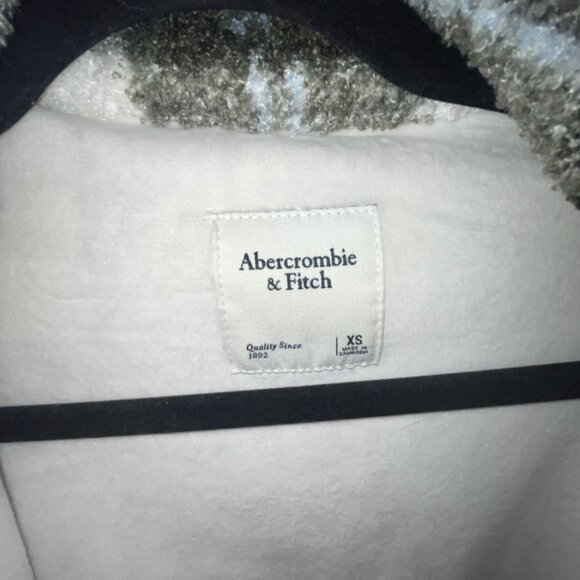 Abercrombie
& Fitch
Quality Since
1892
XS
MADE IN
CAMBODIA